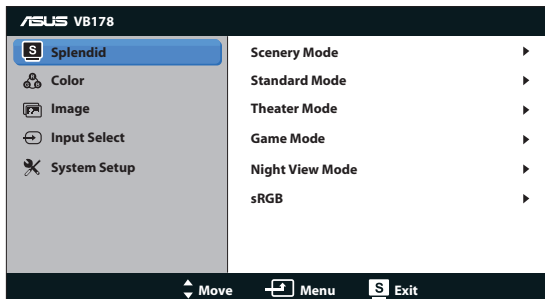 ASUS VB178
S Splendid
Color
Image
Input Select
System Setup
Scenery Mode
Standard Mode
Theater Mode
Game Mode
Night View Mode
sRGB
Move Menu S Exit